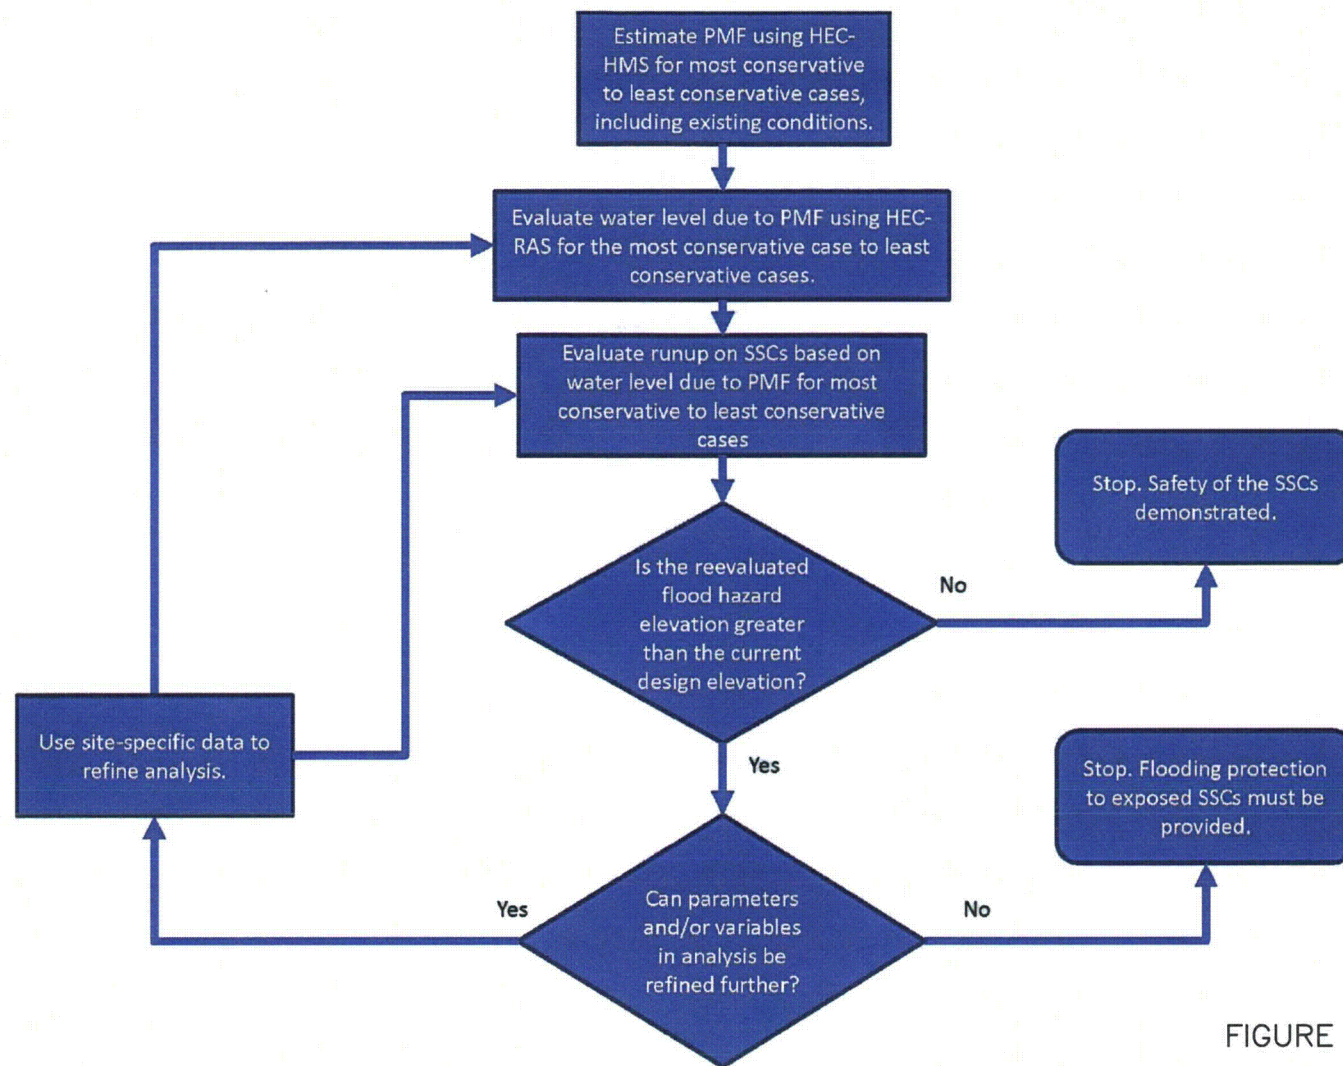 Estimate PMF using HEC-
HMS for most conservative
to least conservative cases,
including existing conditions.
Evaluate water level due to PMF using HEC-
RAS for the most conservative case to least
conservative cases.
Evaluate runup on SSCs based on
water level due to PMF for most
conservative to least conservative
cases
Stop. Safety of the SSCs
demonstrated.
Is the reevaluated
flood hazard
elevation greater
than the current
design elevation?
No
Yes
Use site-specific data to
refine analysis.
Stop. Flooding protection
to exposed SSCs must be
provided.
Can parameters
and/or variables
in analysis be
refined further?
Yes
No
FIGURE